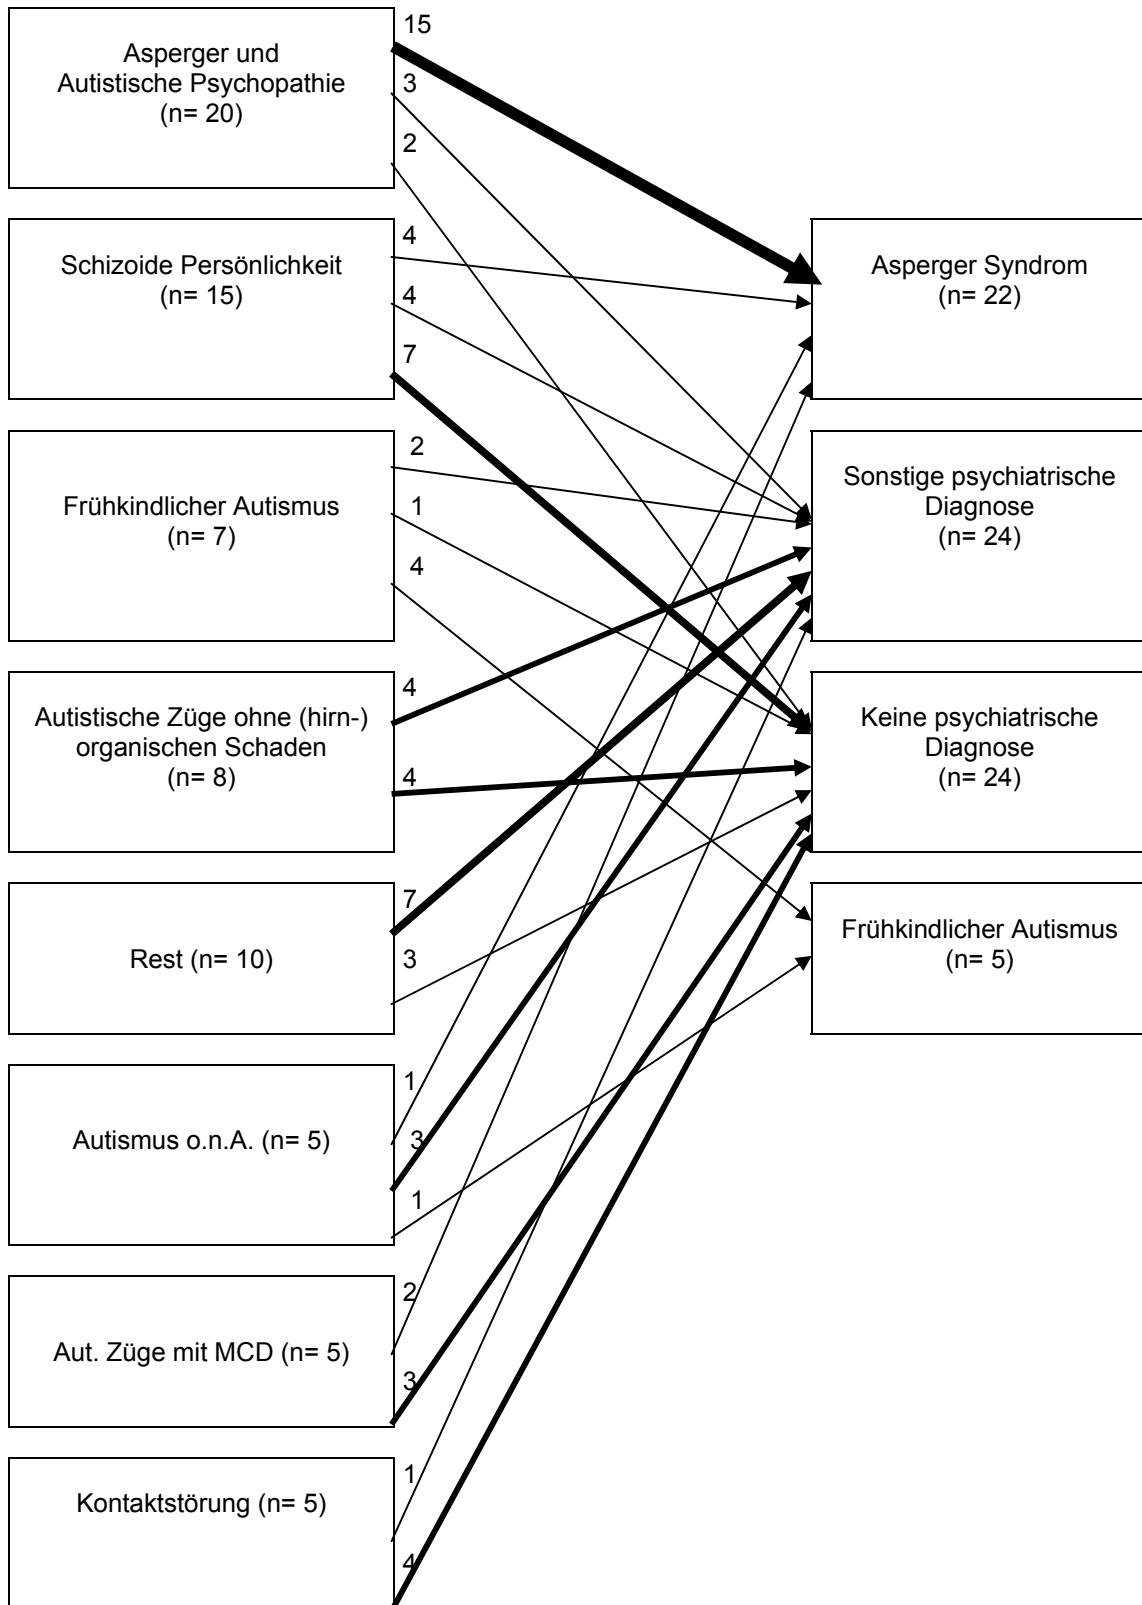 15
Asperger und
Autistische Psychopathie
(n= 20)
3
2
Schizoide Persönlichkeit
(n= 15)
4
4
7
Frühkindlicher Autismus
(n= 7)
2
1
4
Autistische Züge ohne (hirn-)
organischen Schaden
(n= 8)
4
4
Rest (n= 10)
7
3
Autismus o.n.A. (n= 5)
1
3
1
Aut. Züge mit MCD (n= 5)
2
3
Kontaktstörung (n= 5)
1
4
Asperger Syndrom
(n= 22)
Sonstige psychiatrische
Diagnose
(n= 24)
Keine psychiatrische
Diagnose
(n= 24)
Frühkindlicher Autismus
(n= 5)